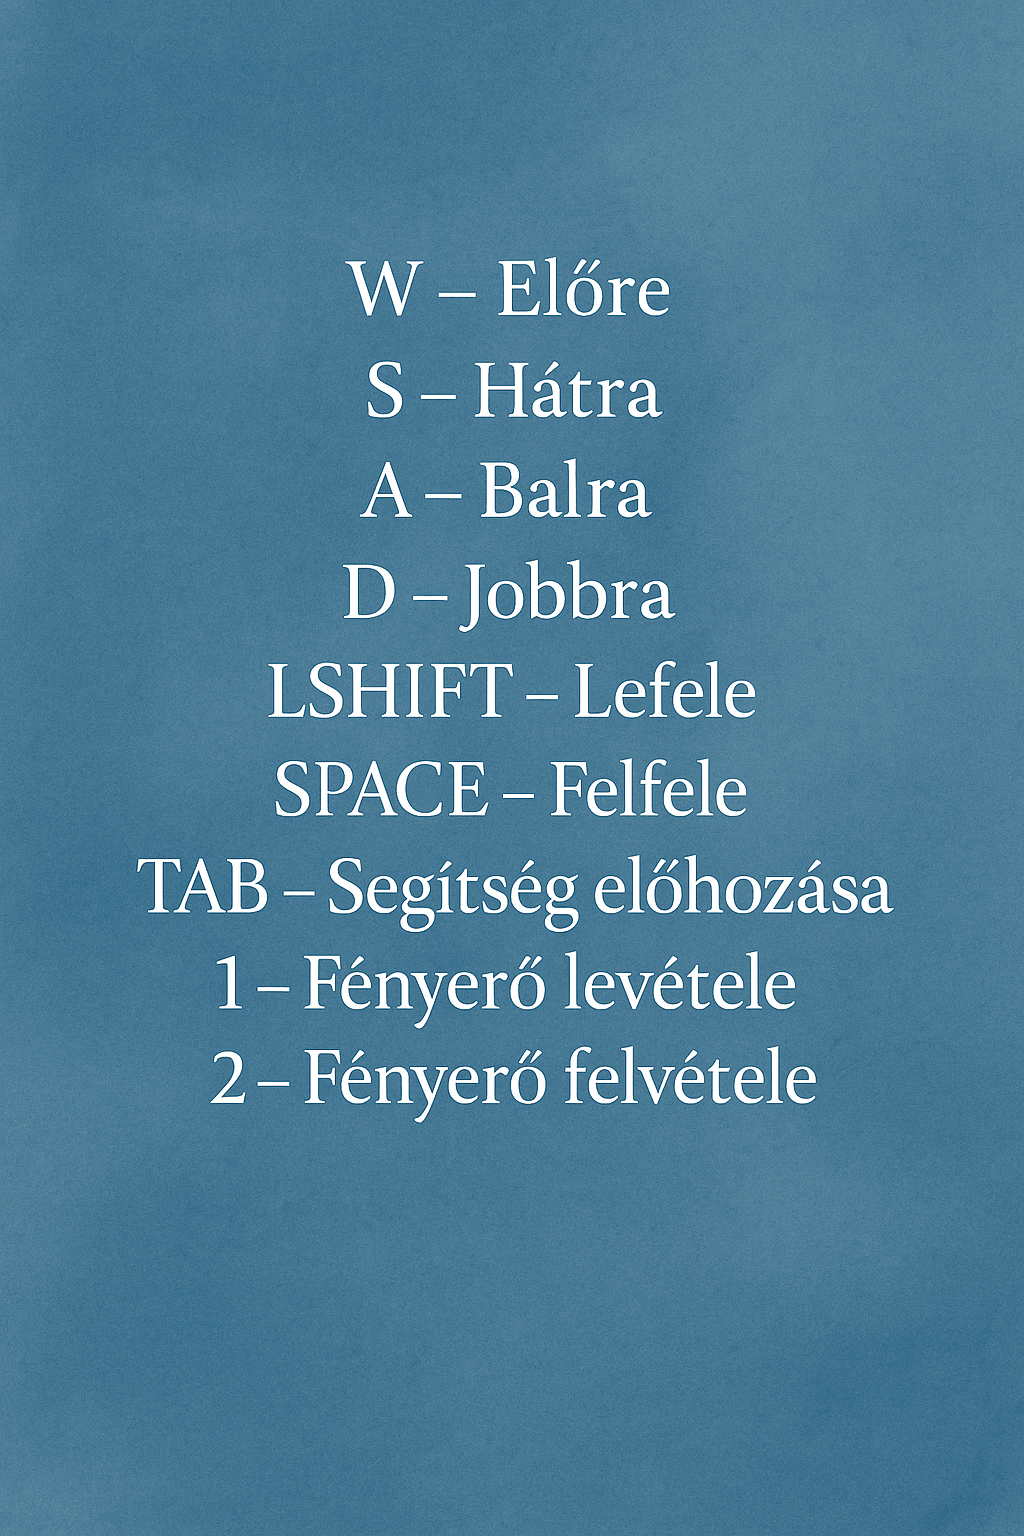 W – Előre
S – Hátra
A – Balra
D – Jobbra
LSHIFT – Lefele
SPACE – Felfele
TAB – Segítség előhozása
1 – Fényerő levétele
2 – Fényerő felvétele